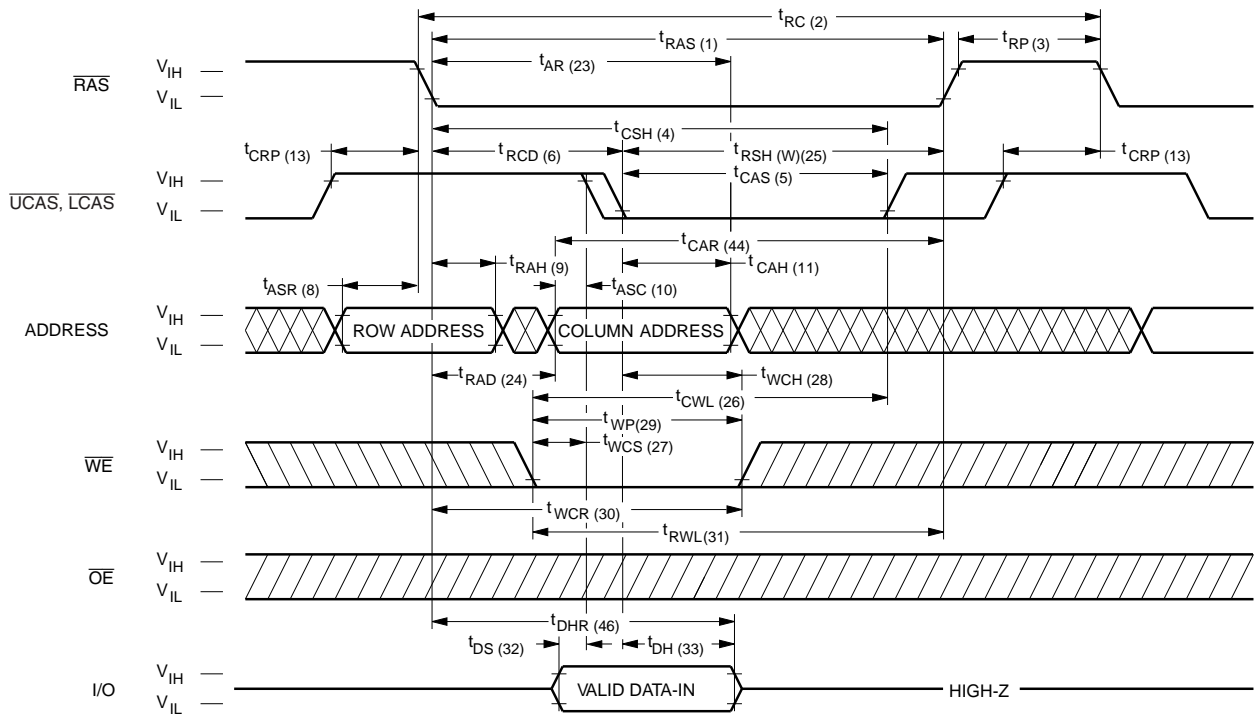 tRC (2)
tRAS (1)
tRP (3)
tAR (23)
RAS
VIH
VIL
tCSH (4)
tCRP (13)
tRCD (6)
tRSH (W)(25)
tCRP (13)
tCAS (5)
UCAS, LCAS
VIH
VIL
tCAR (44)
tRAH (9)
tCAH (11)
tASR (8)
tASC (10)
ADDRESS
VIH
VIL
ROW ADDRESS
COLUMN ADDRESS
tRAD (24)
tWCH (28)
tCWL (26)
tWP(29)
tWCS (27)
WE
VIH
VIL
tWCR (30)
tRWL(31)
OE
VIH
VIL
tDHR (46)
tDS (32)
tDH (33)
I/O
VIH
VIL
VALID DATA-IN
HIGH-Z